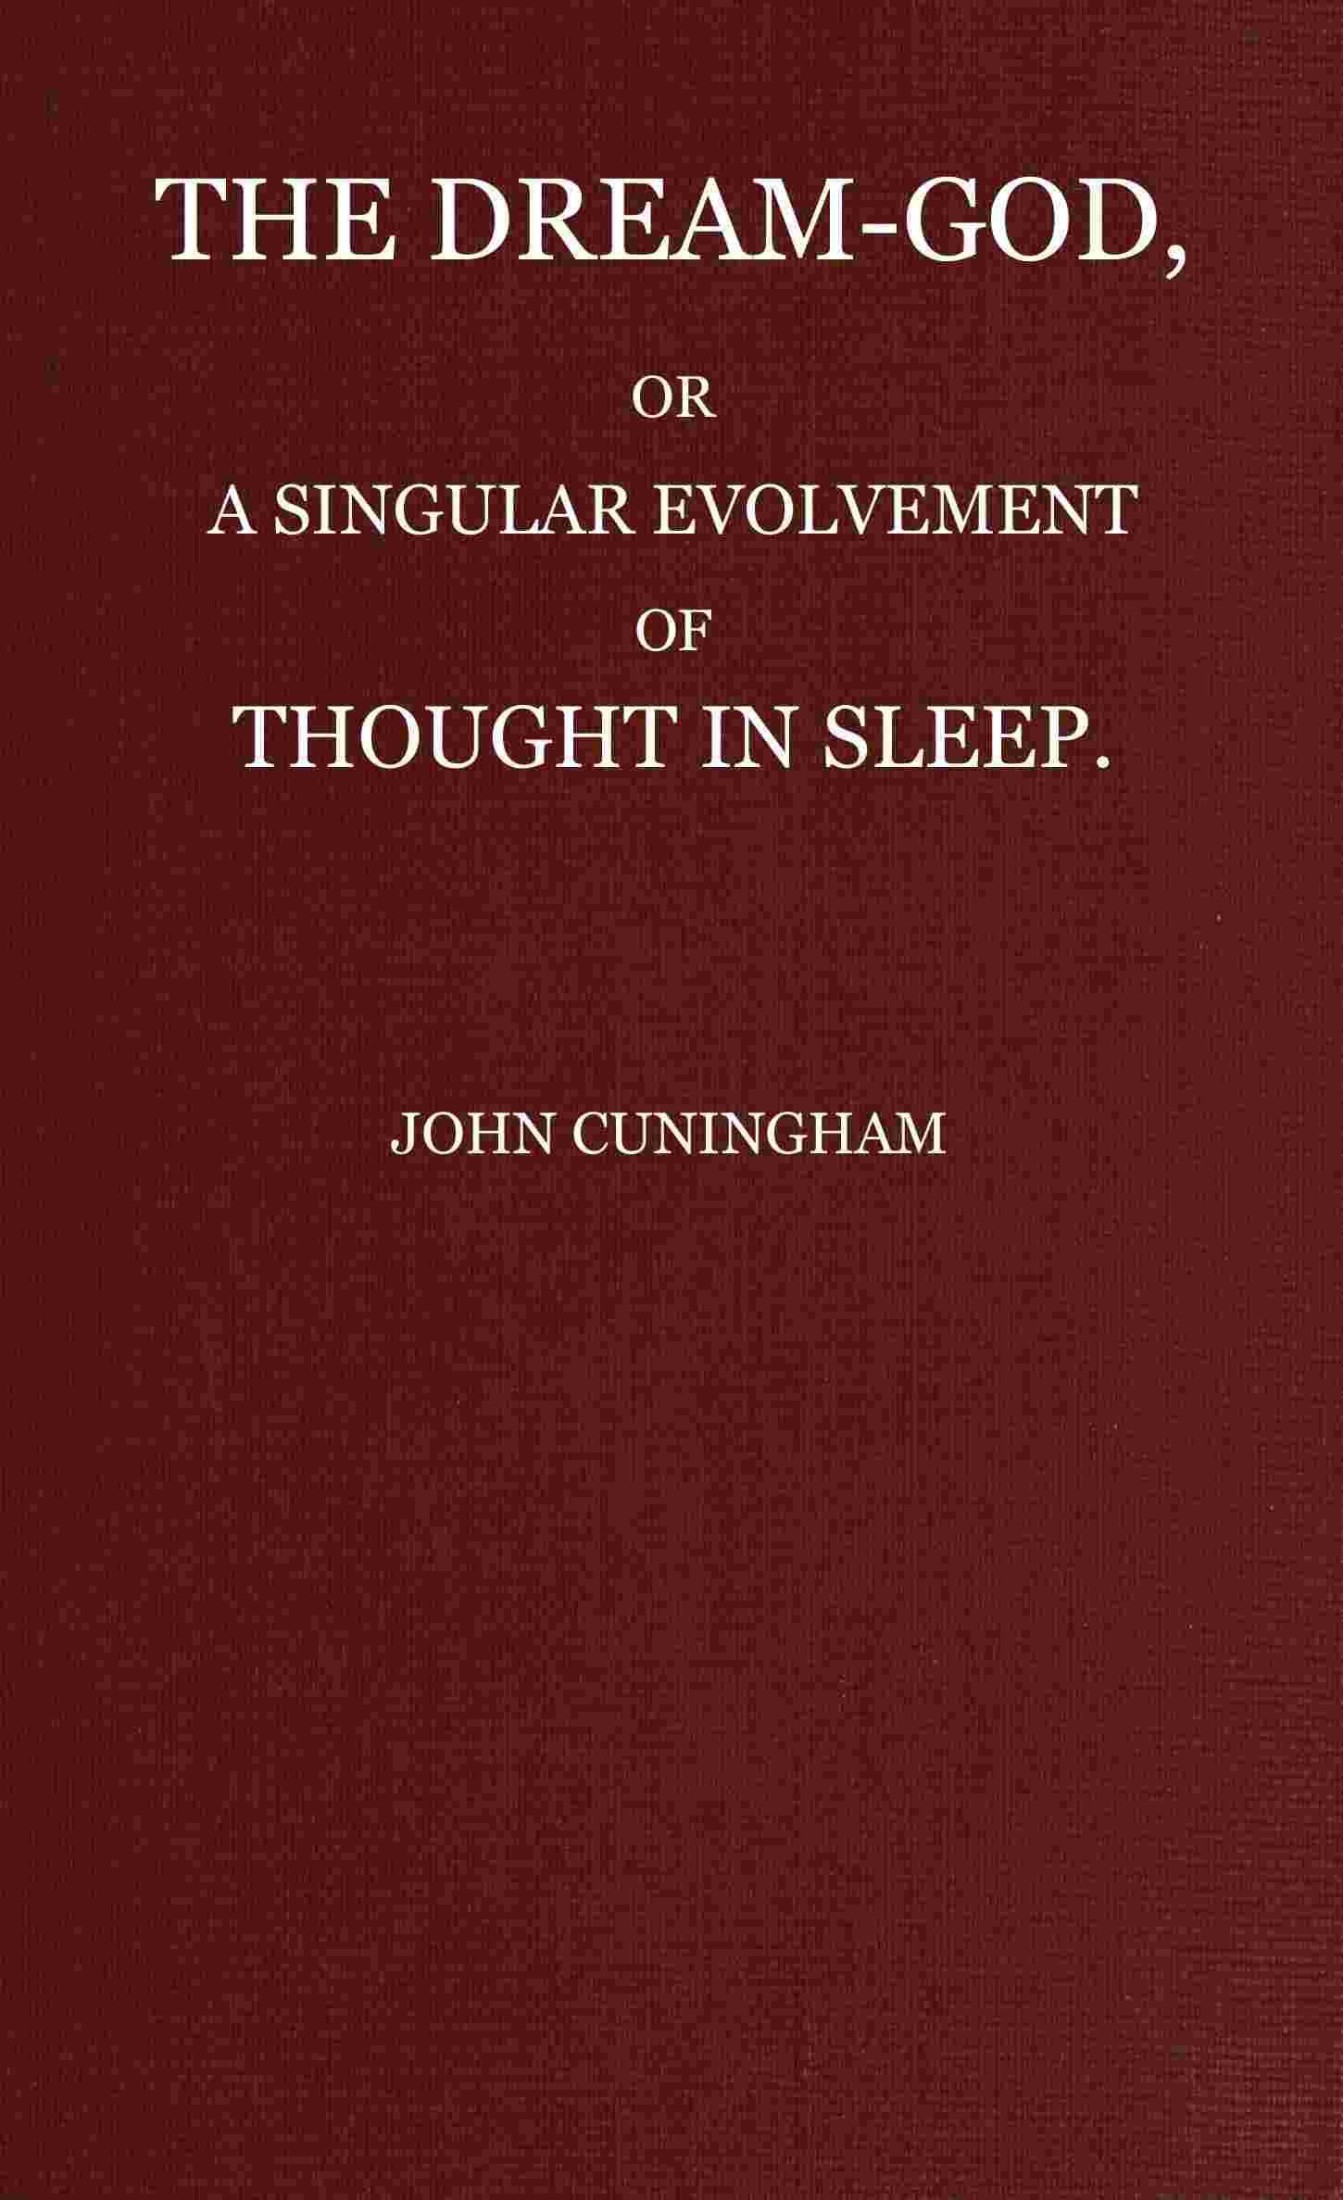 THE DREAM-GOD,
OR
A SINGULAR EVOLVEMENT
OF
THOUGHT IN SLEEP.
JOHN CUNINGHAM